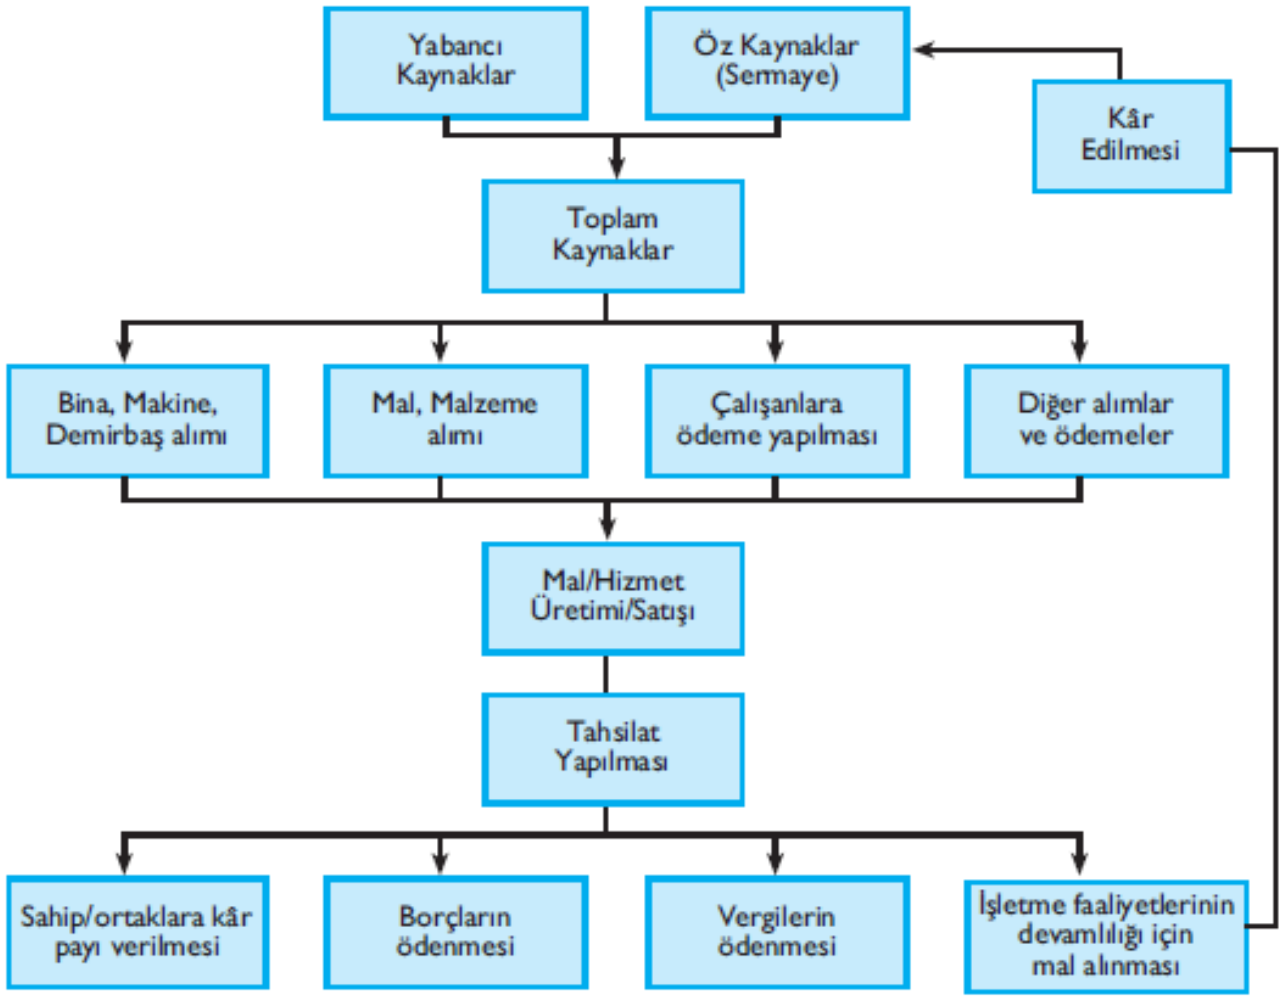 Yabancı
Kaynaklar
Öz Kaynaklar
(Sermaye)
Kâr
Edilmesi
Toplam
Kaynaklar
Bina, Makine,
Demirbaş alımı
Mal, Malzeme
alımı
Çalışanlara
ödeme yapılması
Diğer alımlar
ve ödemeler
Mal/Hizmet
Üretimi/Satışı
Tahsilat
Yapılması
Sahip/ortaklara kâr
payı verilmesi
Borçların
ödenmesi
Vergilerin
ödenmesi
İşletme faaliyetlerinin
devamlılığı için
mal alınması